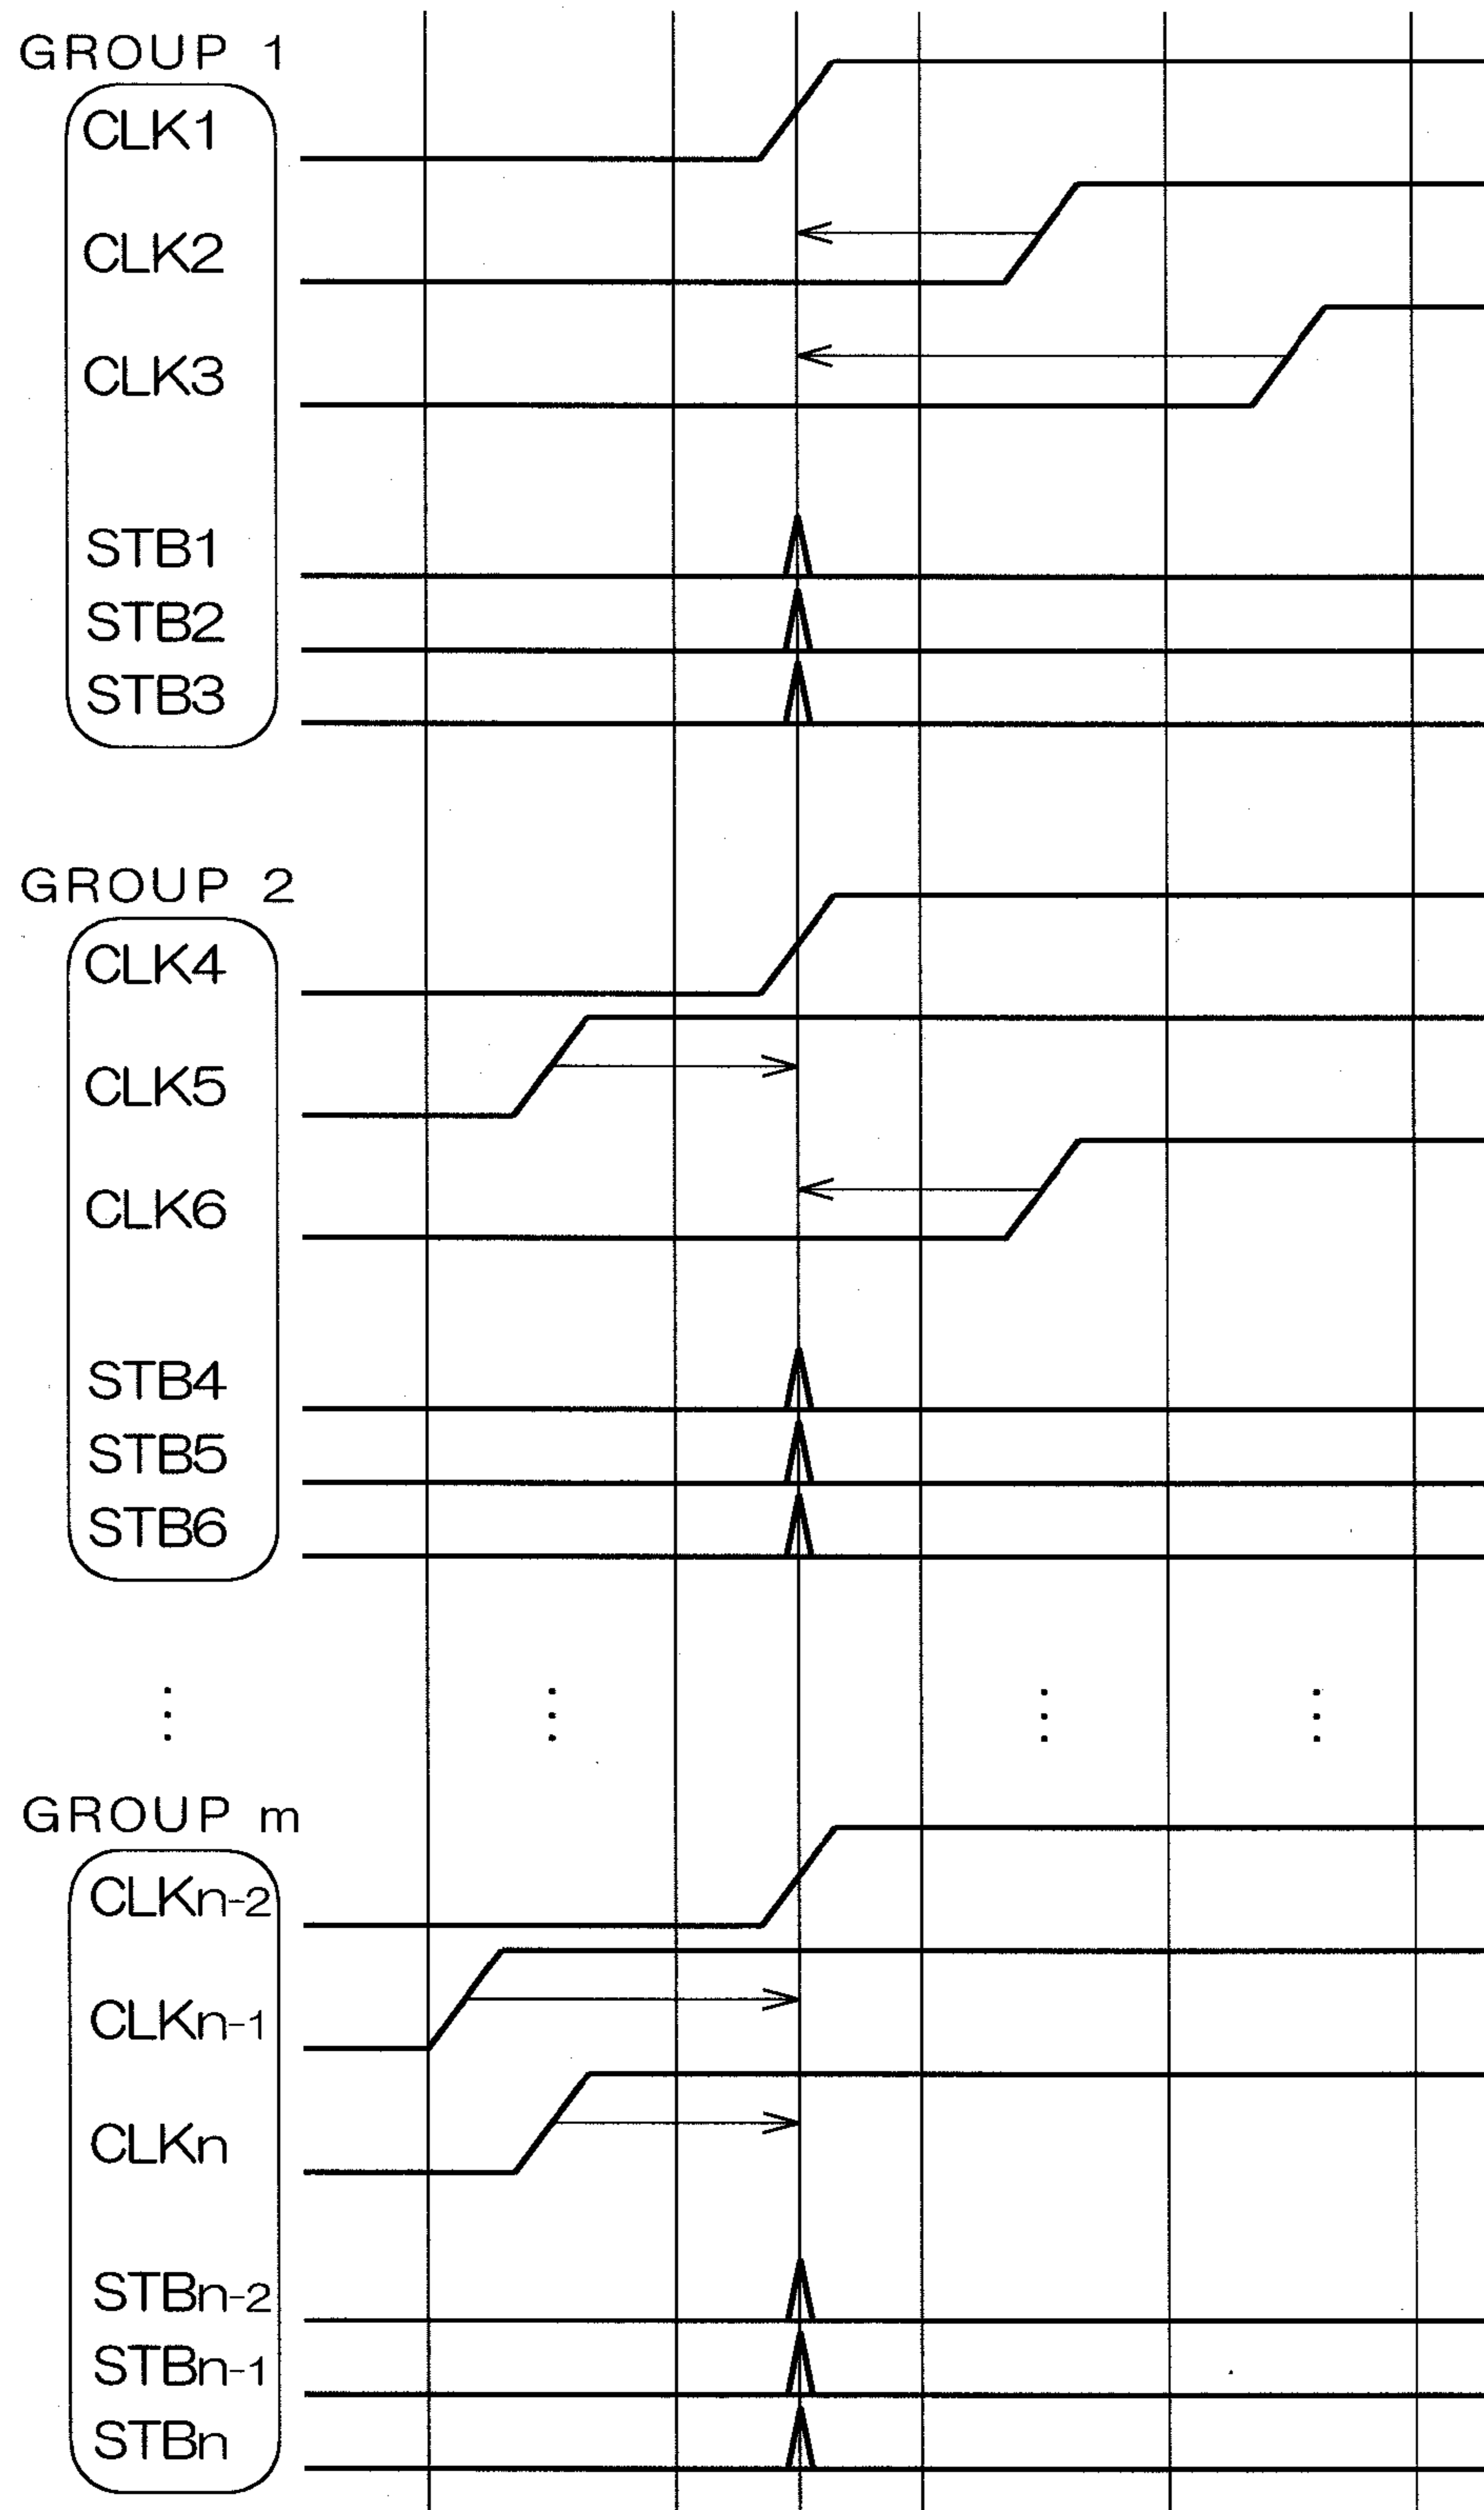 GROUP 1
CLK1
CLK2
CLK3
STB1
STB2
STB3
GROUP 2
CLK4
CLK5
CLK6
STB4
STB5
STB6
GROUP m
CLKn-2
CLKn-1
CLKn
STBn-2
STBn-1
STBn